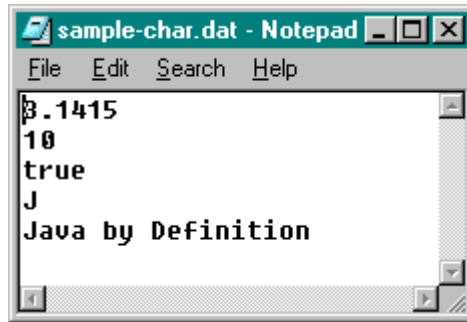 sample-char.dat - Notepad
File Edit Search Help
3.1415
10
true
J
Java by Definition